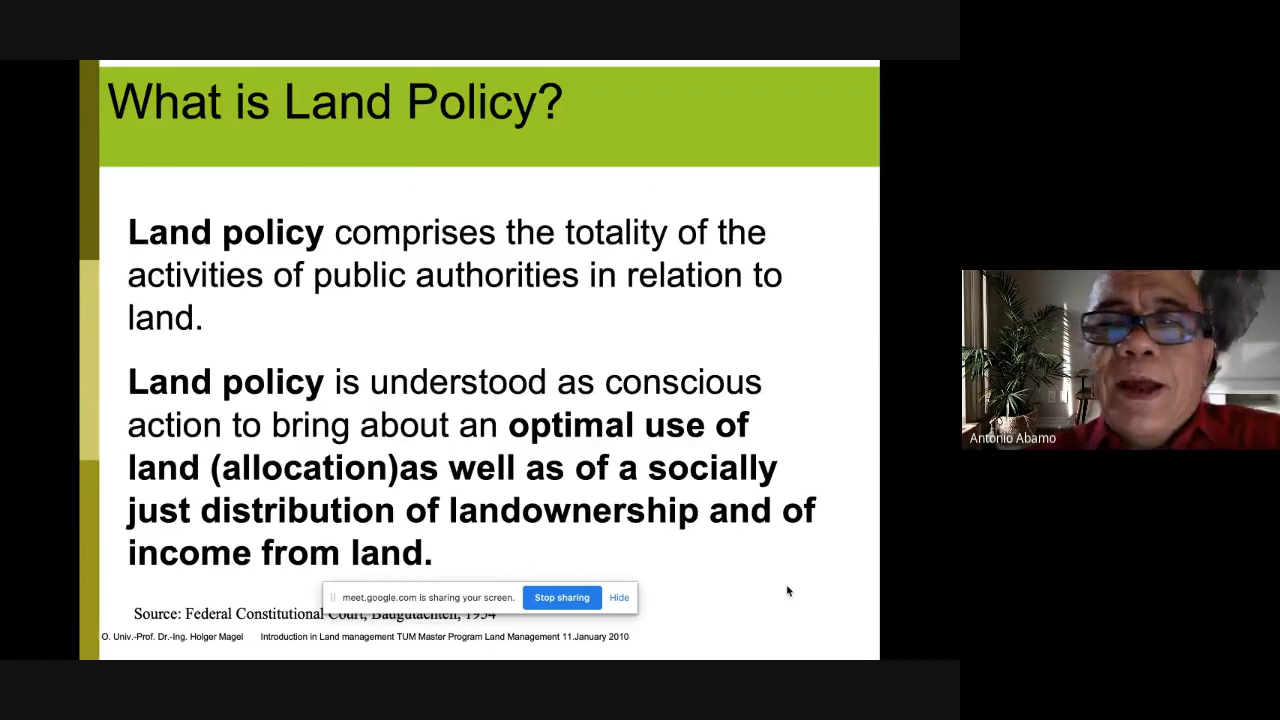 What is Land Policy?
Land policy comprises the totality of the
activities of public authorities in relation to
land.
Land policy is understood as conscious
action to bring about an optimal use of
land (allocation)as well as of a socially
just distribution of landownership and of
income from land.
meet.google.com is sharing your screen. Stop sharing Hide
Source: Federal Constitutional Court, Baugutachten, 1954
O. Univ.-Prof. Dr.-Ing. Holger Magel Introduction in Land management TUM Master Program Land Management 11.January 2010
Antonio Abamo